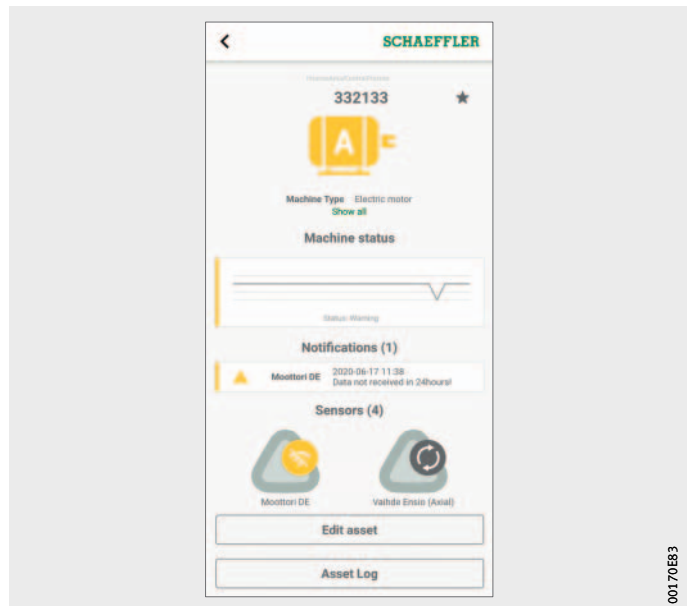 SCHAEFFLER
332133
A
Machine Type Electric motor
Show all
Machine status
Status: Warning
Notifications (1)
Moottori DE
2020-06-17 11:38
Data not received in 24hours!
Sensors (4)
Moottori DE
Vaihde Ensio (Axial)
Edit asset
Asset Log
00170E83